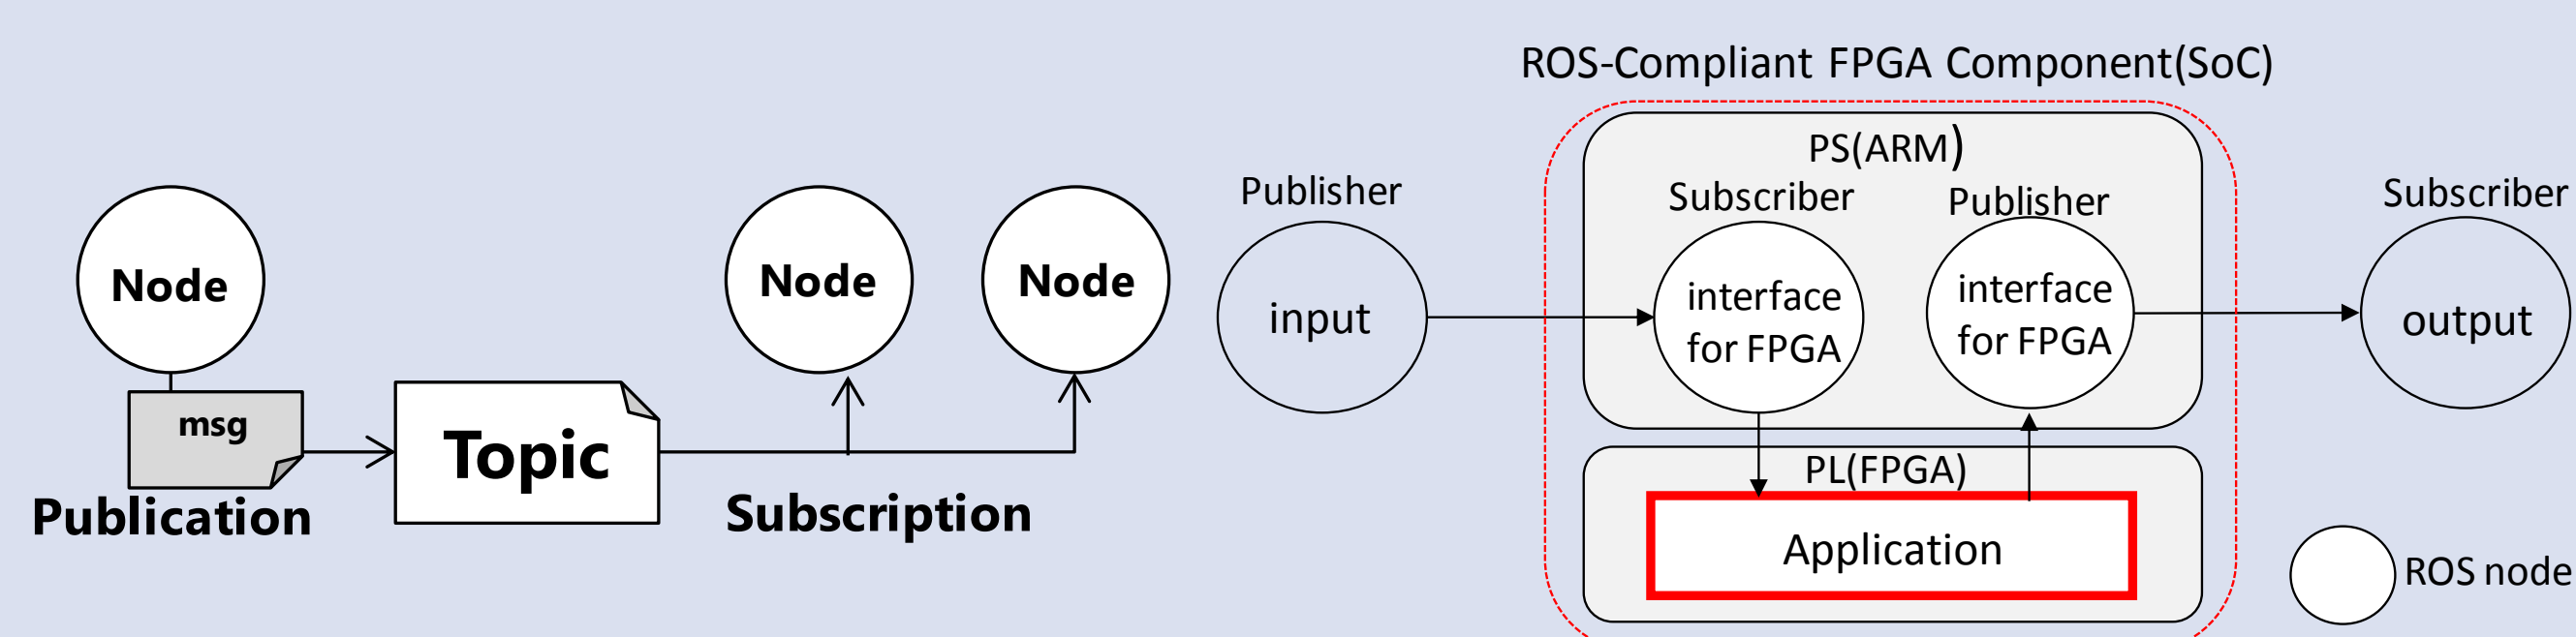 Node
msg
Publication
Topic
Node
Node
Subscription
ROS-Compliant FPGA Component(SoC)
Publisher
input
PS(ARM)
Subscriber
interface
for FPGA
Publisher
interface
for FPGA
PL(FPGA)
Application
Subscriber
output
ROS node